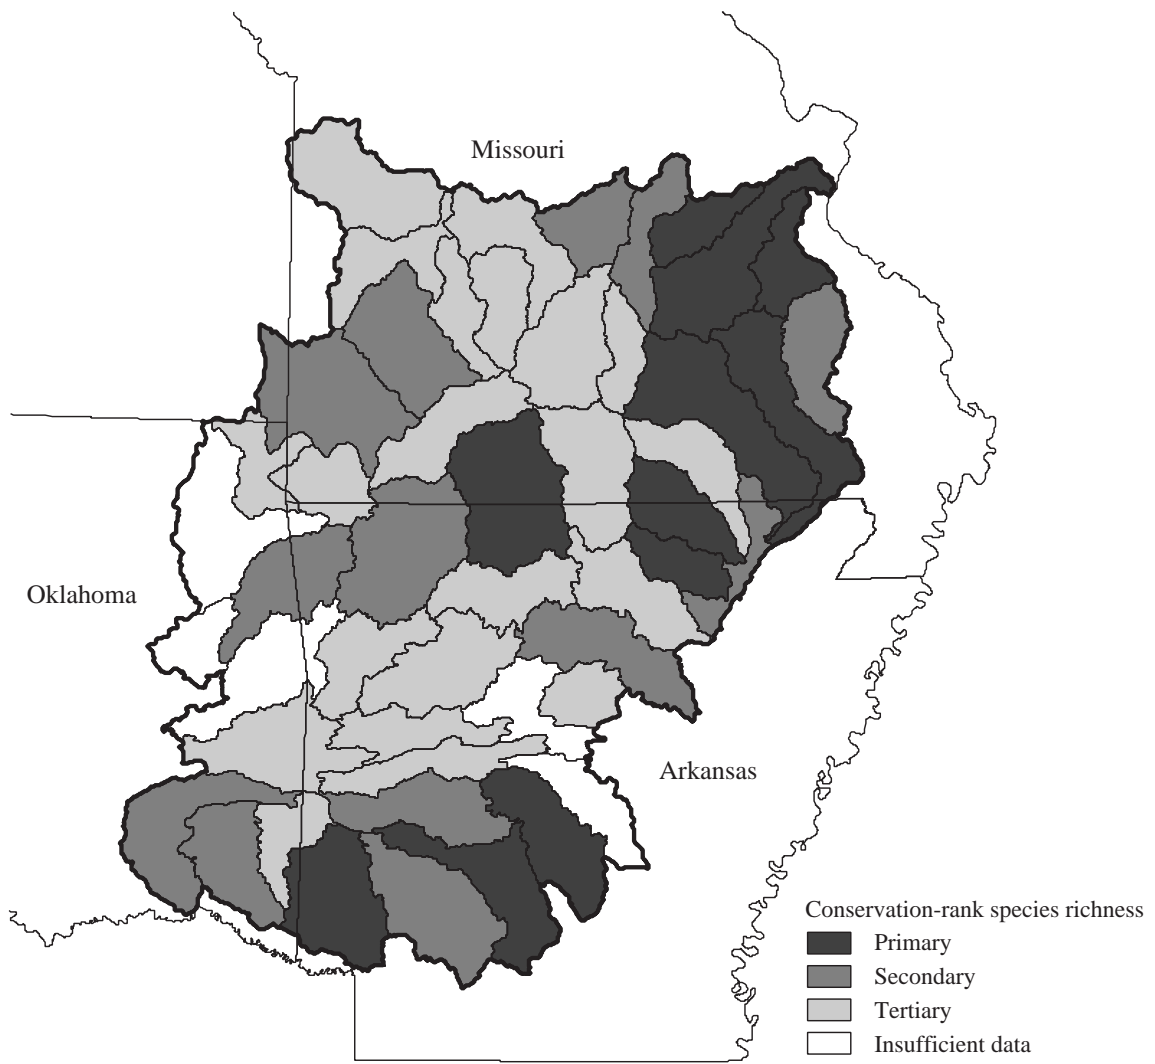 Missouri
Oklahoma
Arkansas
Conservation-rank species richness
Primary
Secondary
Tertiary
Insufficient data